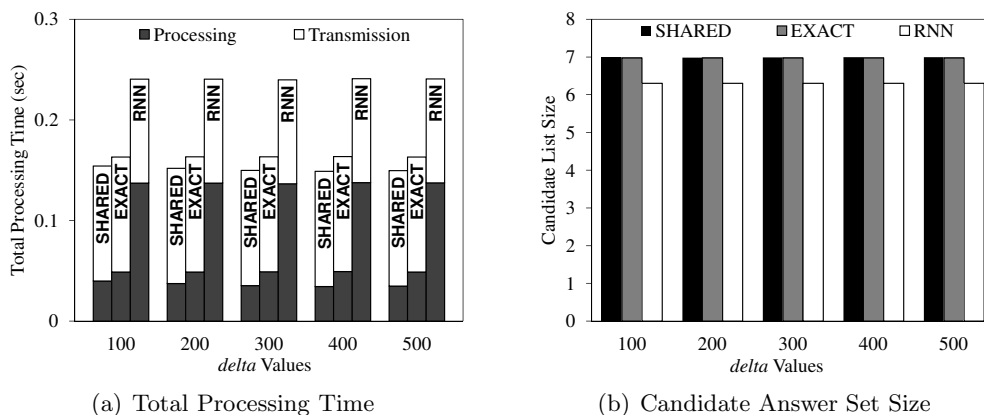 0.3
0.2
0.1
0
Total Processing Time (sec)
Processing
Transmission
SHARED
EXACT
RNN
SHARED
EXACT
RNN
SHARED
EXACT
RNN
SHARED
EXACT
RNN
SHARED
EXACT
RNN
100 200 300 400 500
delta Values
(a) Total Processing Time
8
7
6
5
4
3
2
1
0
Candidate List Size
SHARED
EXACT
RNN
100 200 300 400 500
delta Values
(b) Candidate Answer Set Size